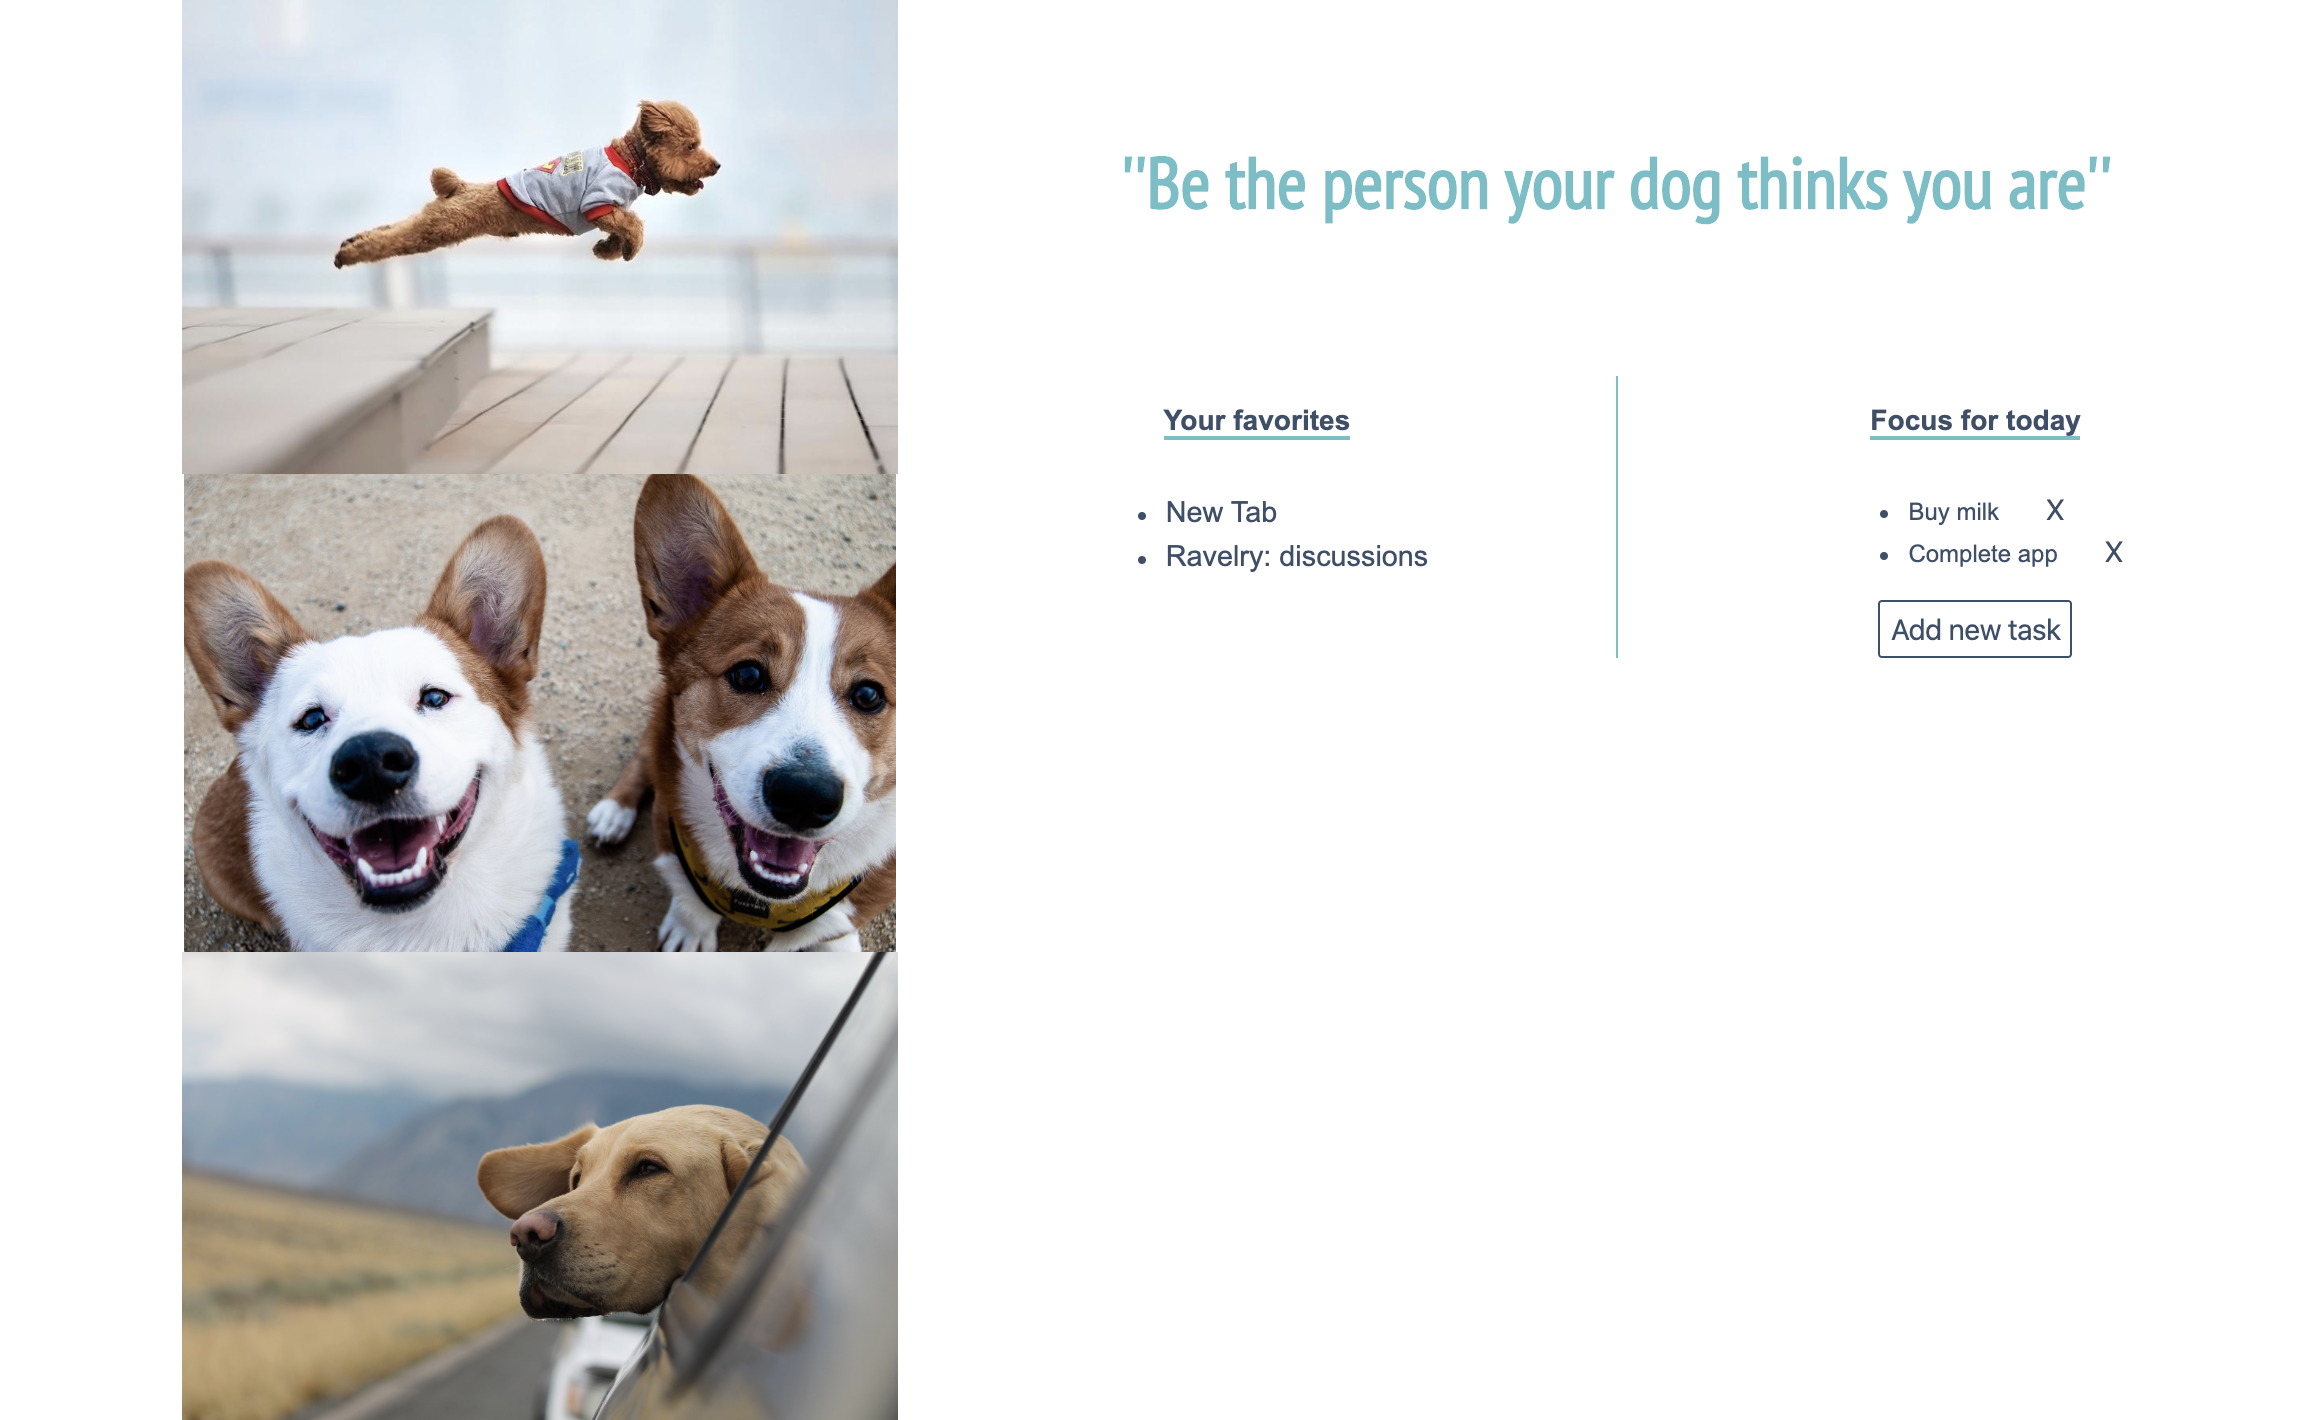 "Be the person your dog thinks you are"
Your favorites
New Tab
Ravelry: discussions
Focus for today
Buy milk X
Complete app X
Add new task